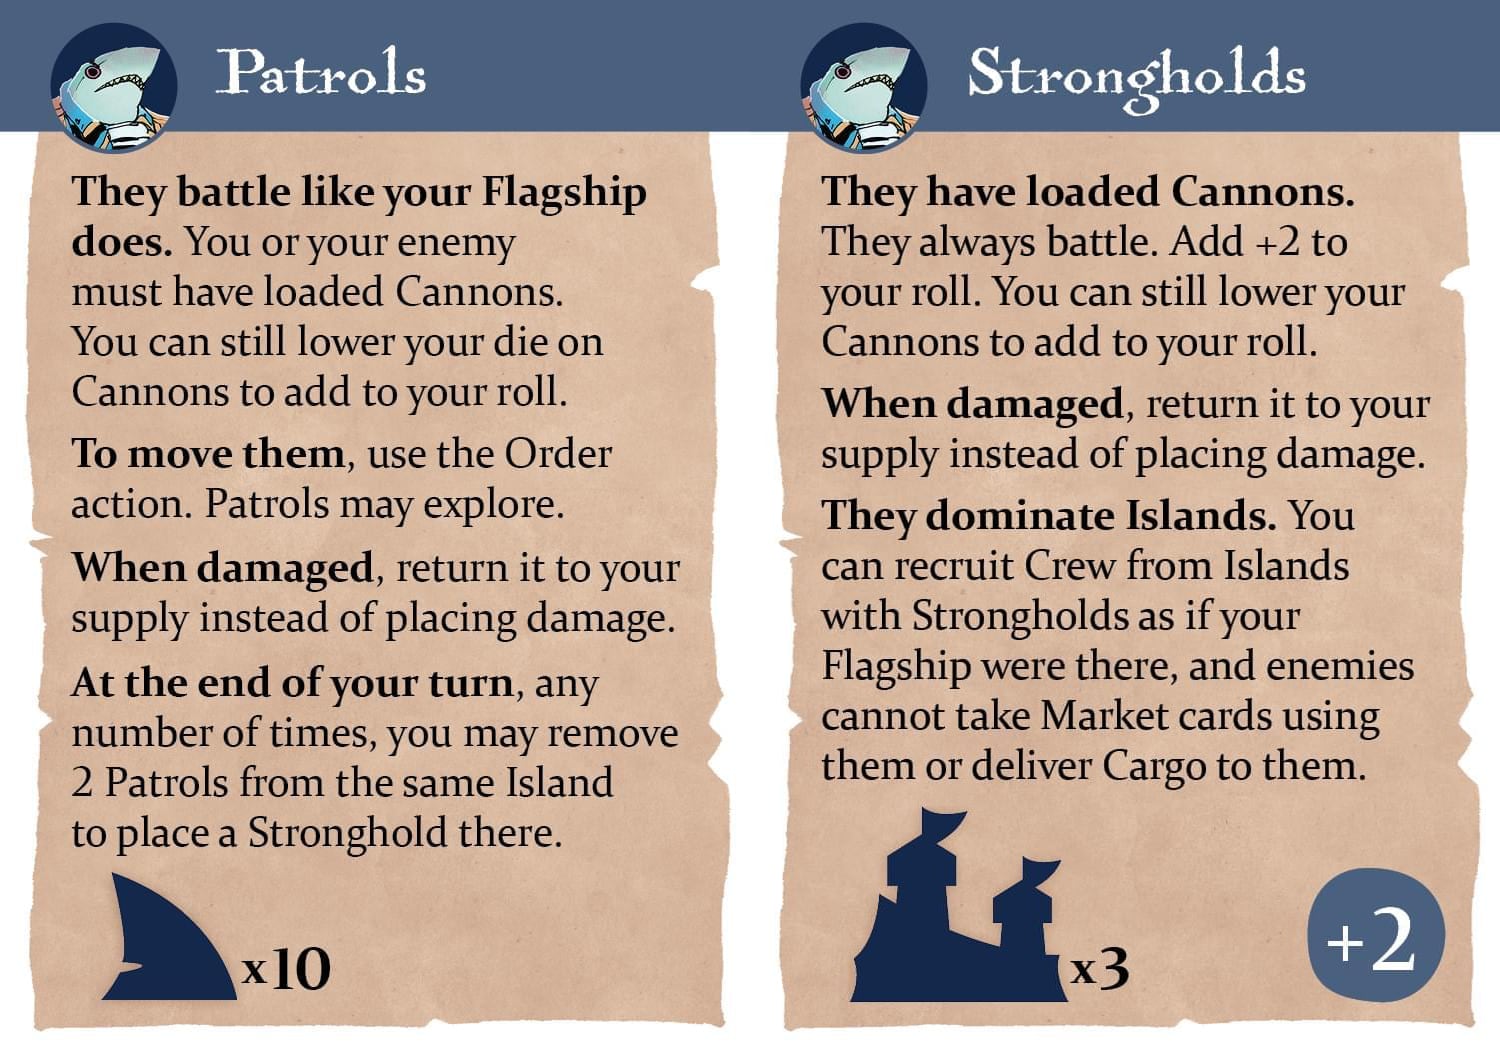 Patrols
They battle like your Flagship
does. You or your enemy
must have loaded Cannons.
You can still lower your die on
Cannons to add to your roll.
To move them, use the Order
action. Patrols may explore.
When damaged, return it to your
supply instead of placing damage.
At the end of your turn, any
number of times, you may remove
2 Patrols from the same Island
to place a Stronghold there.
x10
Strongholds
They have loaded Cannons.
They always battle. Add +2 to
your roll. You can still lower your
Cannons to add to your roll.
When damaged, return it to your
supply instead of placing damage.
They dominate Islands. You
can recruit Crew from Islands
with Strongholds as if your
Flagship were there, and enemies
cannot take Market cards using
them or deliver Cargo to them.
x3
+2